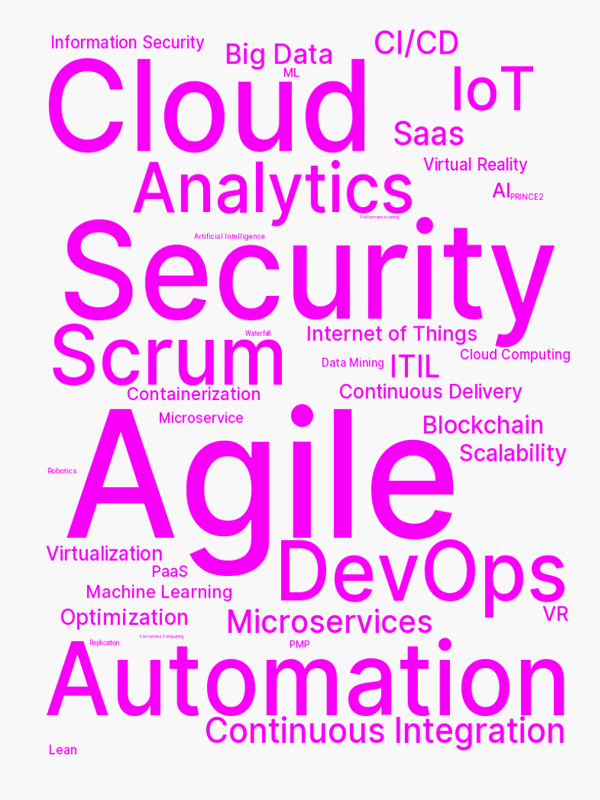 Information Security
Big Data
CI/CD
ML
Cloud
IoT
Saas
Virtual Reality
Analytics
AI
PRINCE2
Performance tuning
Security
Artificial Intelligence
Waterfall
Internet of Things
Scrum
Data Mining
ITIL
Cloud Computing
Containerization
Continuous Delivery
Microservice
Blockchain
Agile
Scalability
Robotics
Virtualization
DevOps
PaaS
Machine Learning
VR
Optimization
Microservices
Serverless Computing
Replication
PMP
Automation
Continuous Integration
Lean